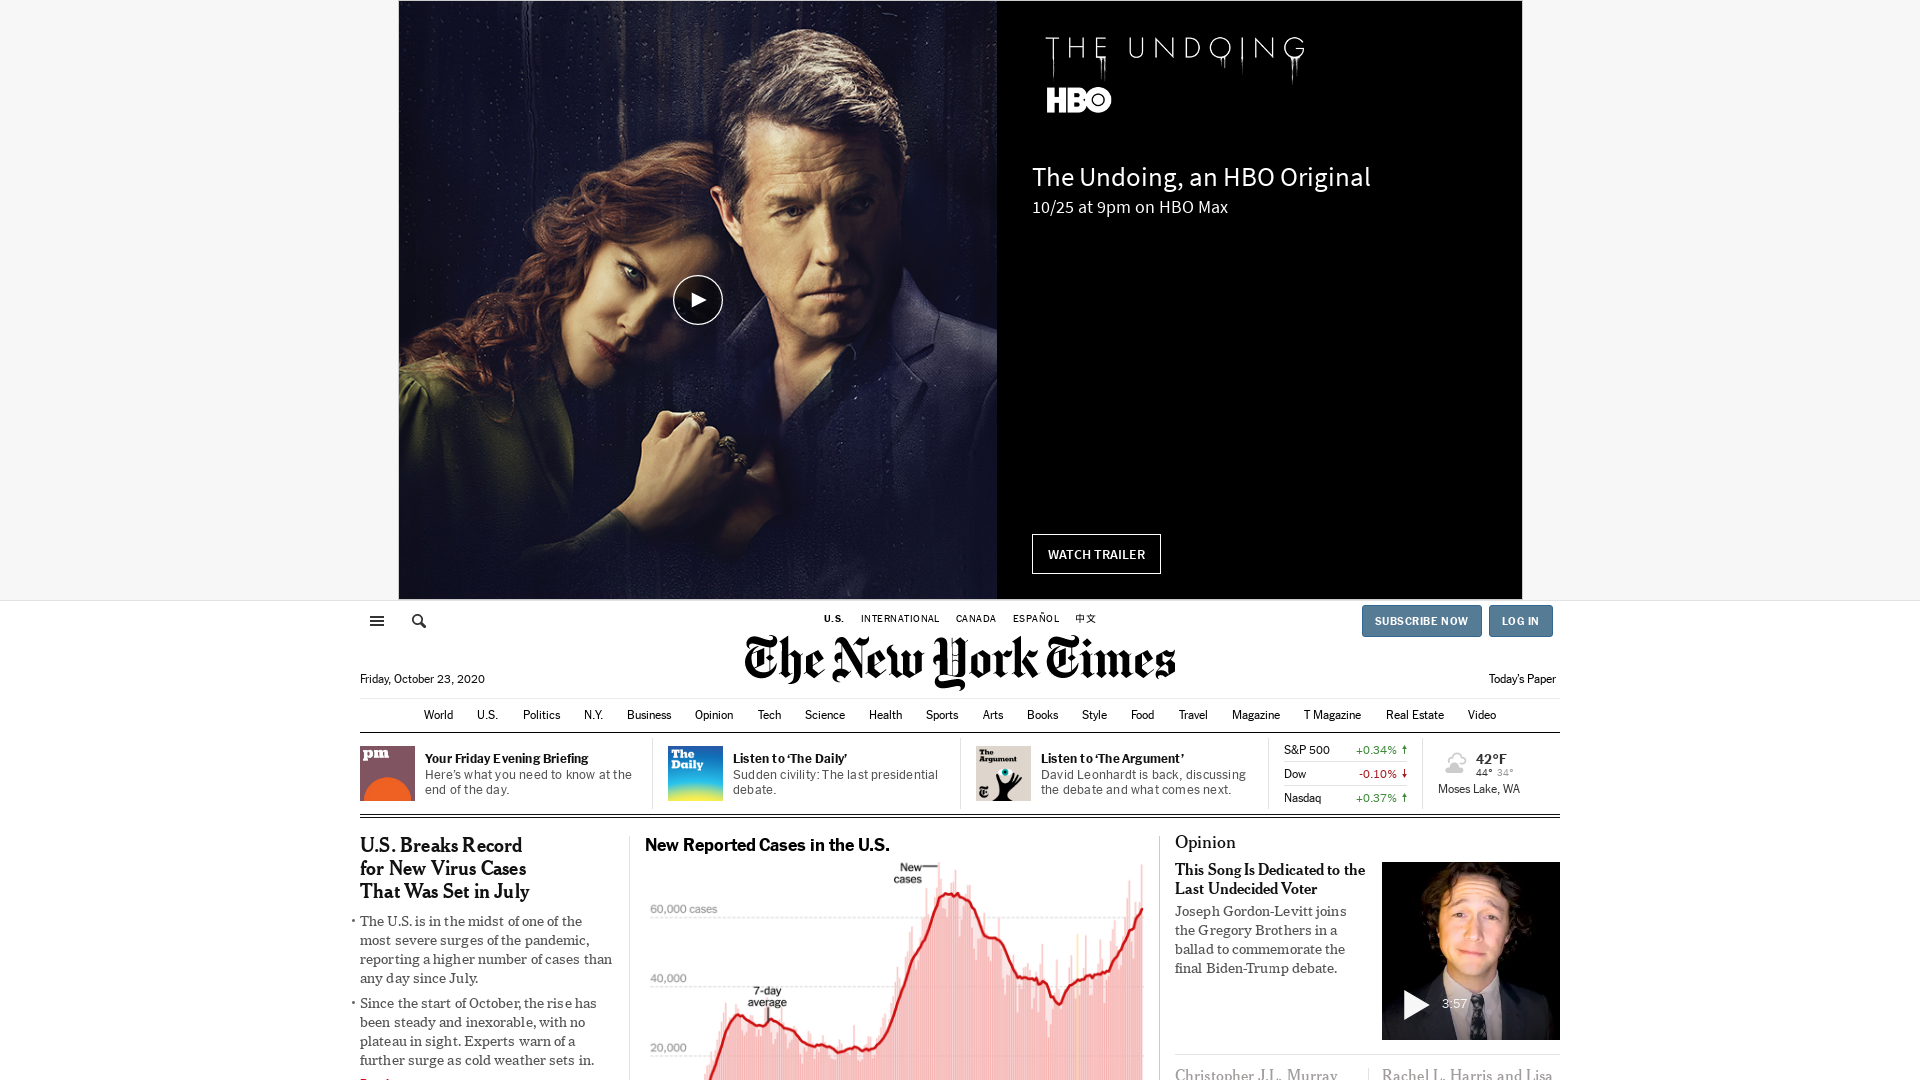 THE UNDOING
HBO
The Undoing, an HBO Original
10/25 at 9pm on HBO Max
WATCH TRAILER
U.S. INTERNATIONAL CANADA ESPAÑOL 中文
SUBSCRIBE NOW LOG IN
The New York Times
Friday, October 23, 2020
Today's Paper
World U.S. Politics N.Y. Business Opinion Tech Science Health Sports Arts Books Style Food Travel Magazine T Magazine Real Estate Video
pm
Your Friday Evening Briefing
Here's what you need to know at the
end of the day.
The
Daily
Listen to ‘The Daily’
Sudden civility: The last presidential
debate.
The
Argument
Listen to ‘The Argument’
David Leonhardt is back, discussing
the debate and what comes next.
S&P 500 +0.34% ↑
Dow -0.10% ↓
Nasdaq +0.37% ↑
42°F
44° 34°
Moses Lake, WA
U.S. Breaks Record
for New Virus Cases
That Was Set in July
• The U.S. is in the midst of one of the
most severe surges of the pandemic,
reporting a higher number of cases than
any day since July.
• Since the start of October, the rise has
been steady and inexorable, with no
plateau in sight. Experts warn of a
further surge as cold weather sets in.
New Reported Cases in the U.S.
New
cases
60,000 cases
40,000
7-day
average
20,000
Opinion
This Song Is Dedicated to the
Last Undecided Voter
Joseph Gordon-Levitt joins
the Gregory Brothers in a
ballad to commemorate the
final Biden-Trump debate.
3:57
Christopher J.L. Murray
Rachel L. Harris and Lisa